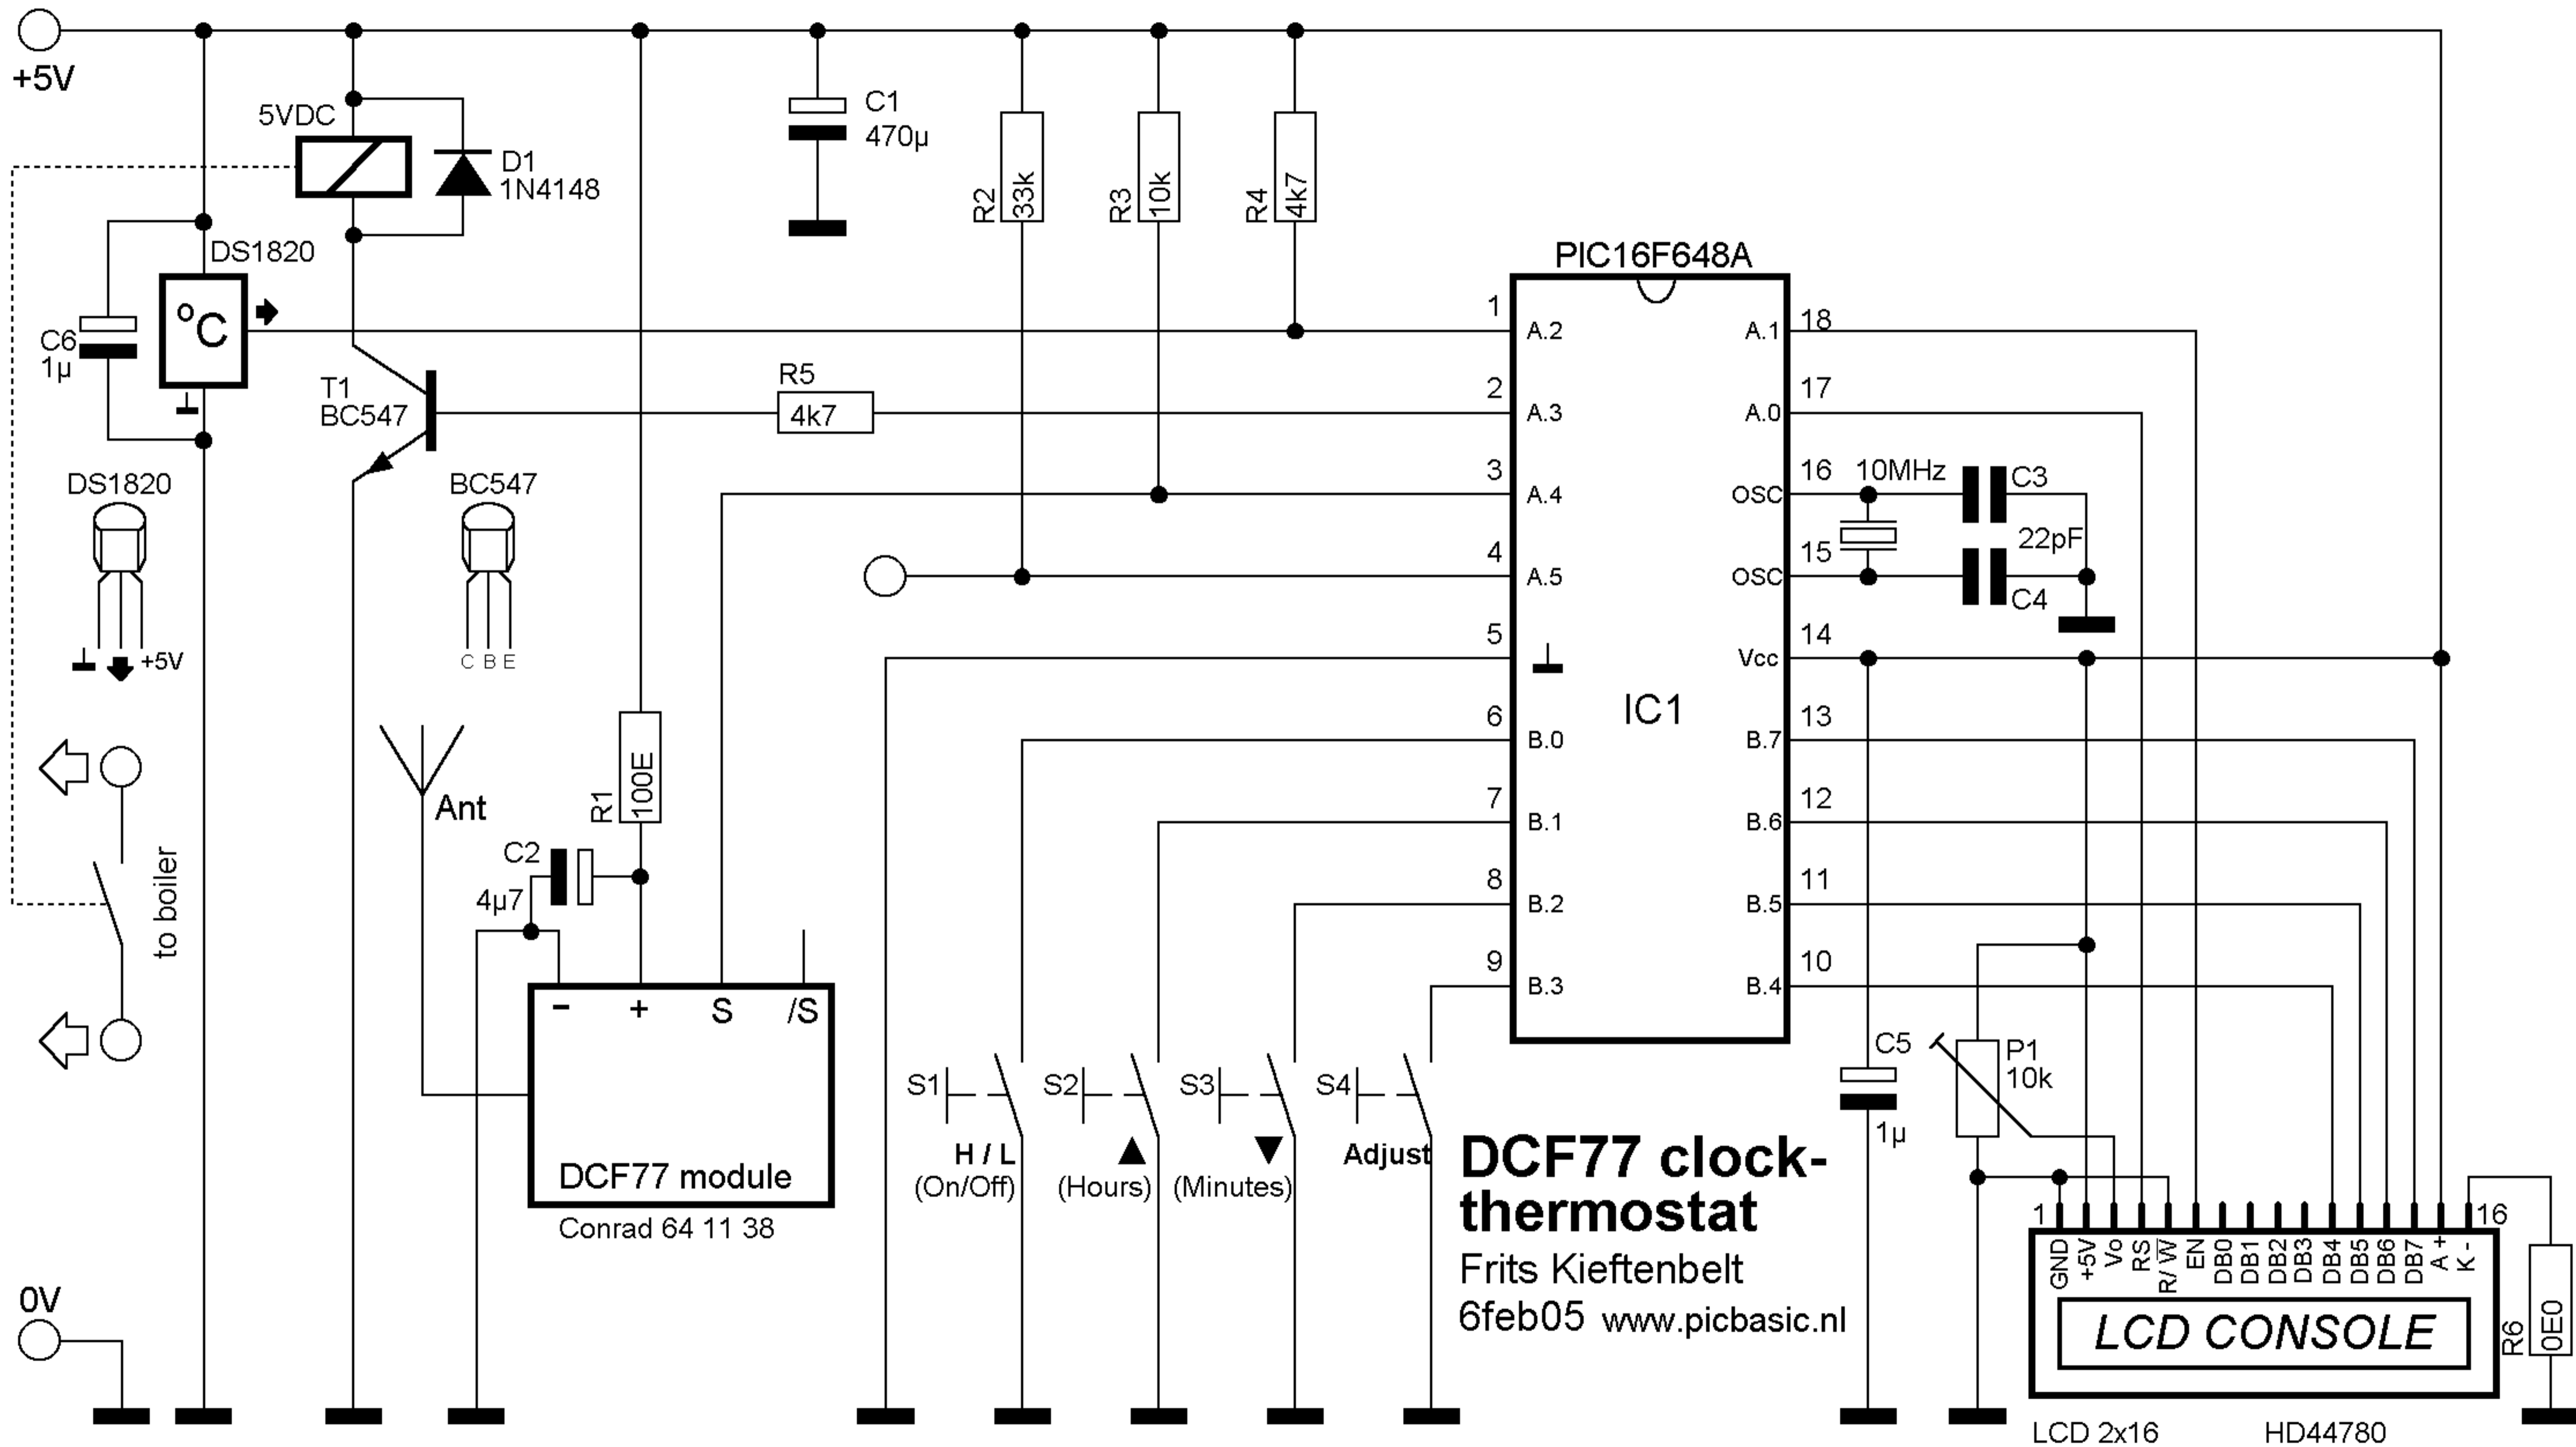 +5V
5VDC
D1
1N4148
C1
470µ
R2
33k
R3
10k
R4
4k7
DS1820
°C
C6
1µ
T1
BC547
R5
4k7
DS1820
+5V
BC547
C B E
Ant
R1
100E
C2
4µ7
to boiler
- + S /S
DCF77 module
Conrad 64 11 38
0V
PIC16F648A
IC1
1 A.2
2 A.3
3 A.4
4 A.5
5
6 B.0
7 B.1
8 B.2
9 B.3
A.1 18
A.0 17
OSC 16
OSC 15
Vcc 14
B.7 13
B.6 12
B.5 11
B.4 10
10MHz
C3
22pF
C4
S1
H / L
(On/Off)
S2
(Hours)
S3
(Minutes)
S4
Adjust
C5
1µ
P1
10k
DCF77 clock-
thermostat
Frits Kieftenbelt
6feb05 www.picbasic.nl
1
16
GND
+5V
Vo
RS
R/W
EN
DB0
DB1
DB2
DB3
DB4
DB5
DB6
DB7
A +
K -
LCD CONSOLE
R6
0E0
LCD 2x16 HD44780